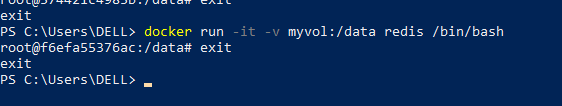 exit
PS C:\Users\DELL> docker run -it -v myvol:/data redis /bin/bash
root@f6efa55376ac:/data# exit
exit
PS C:\Users\DELL>